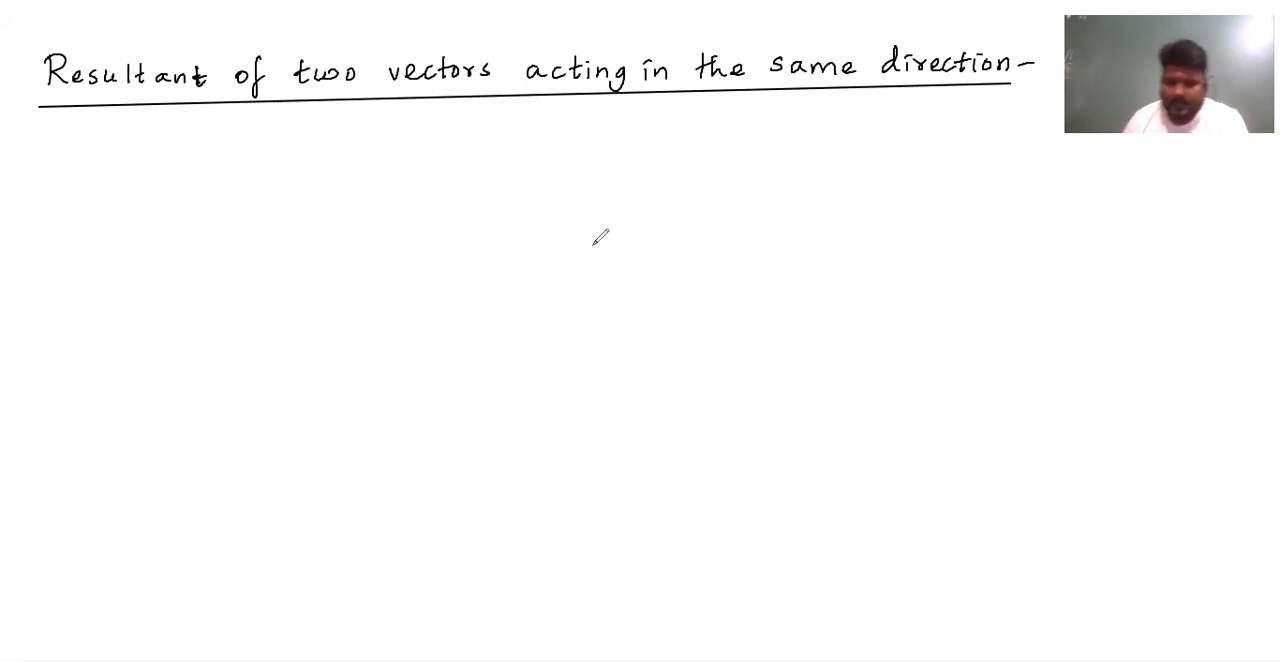 Resultant of two vectors acting in the same direction-